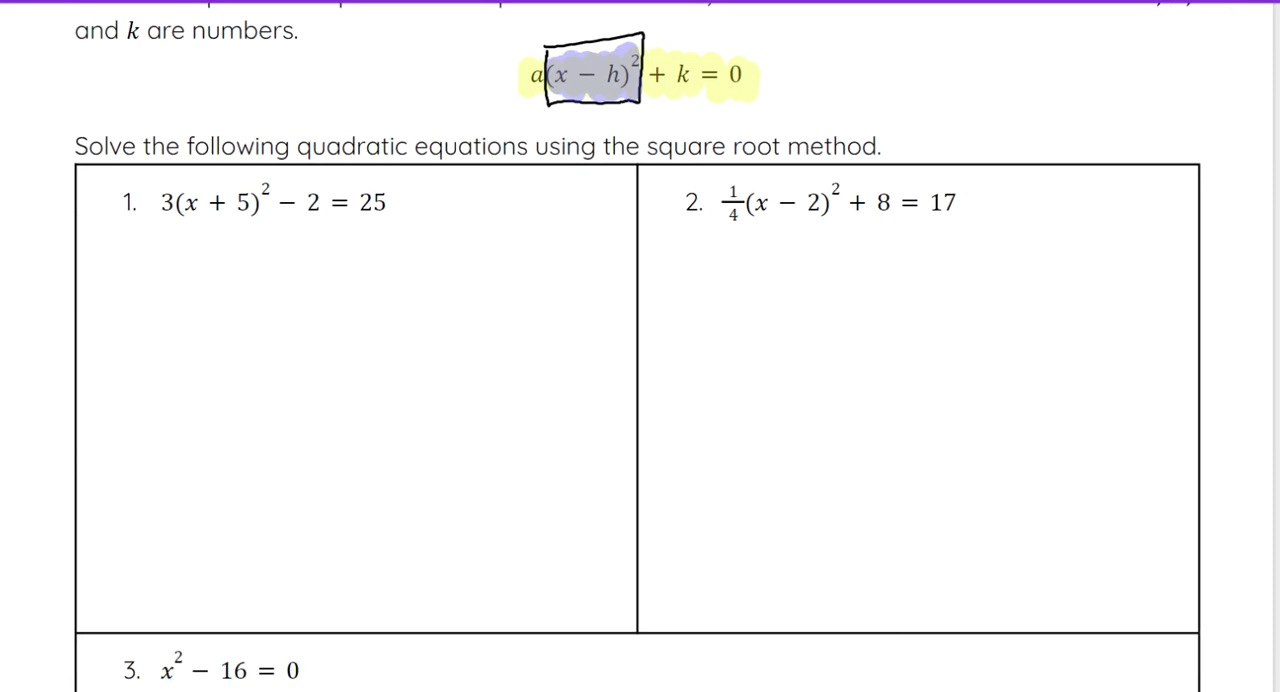 and k are numbers.
a(x − h)² + k = 0
Solve the following quadratic equations using the square root method.
1. 3(x + 5)² − 2 = 25
2. \frac{1}{4}(x − 2)² + 8 = 17
3. x² − 16 = 0